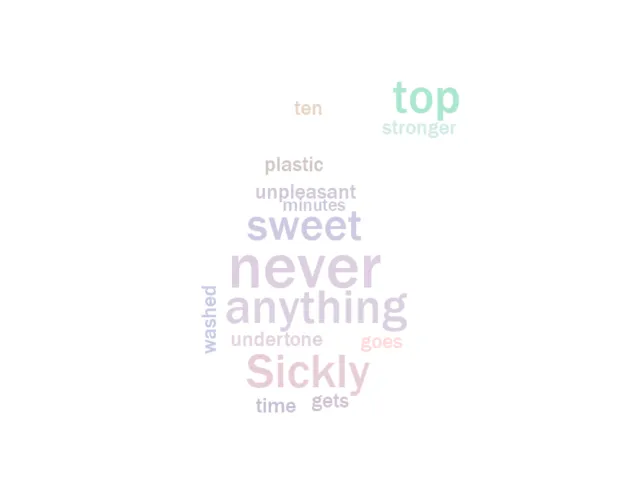 top
ten
stronger
plastic
unpleasant
minutes
sweet
never
anything
washed
undertone
goes
Sickly
gets
time